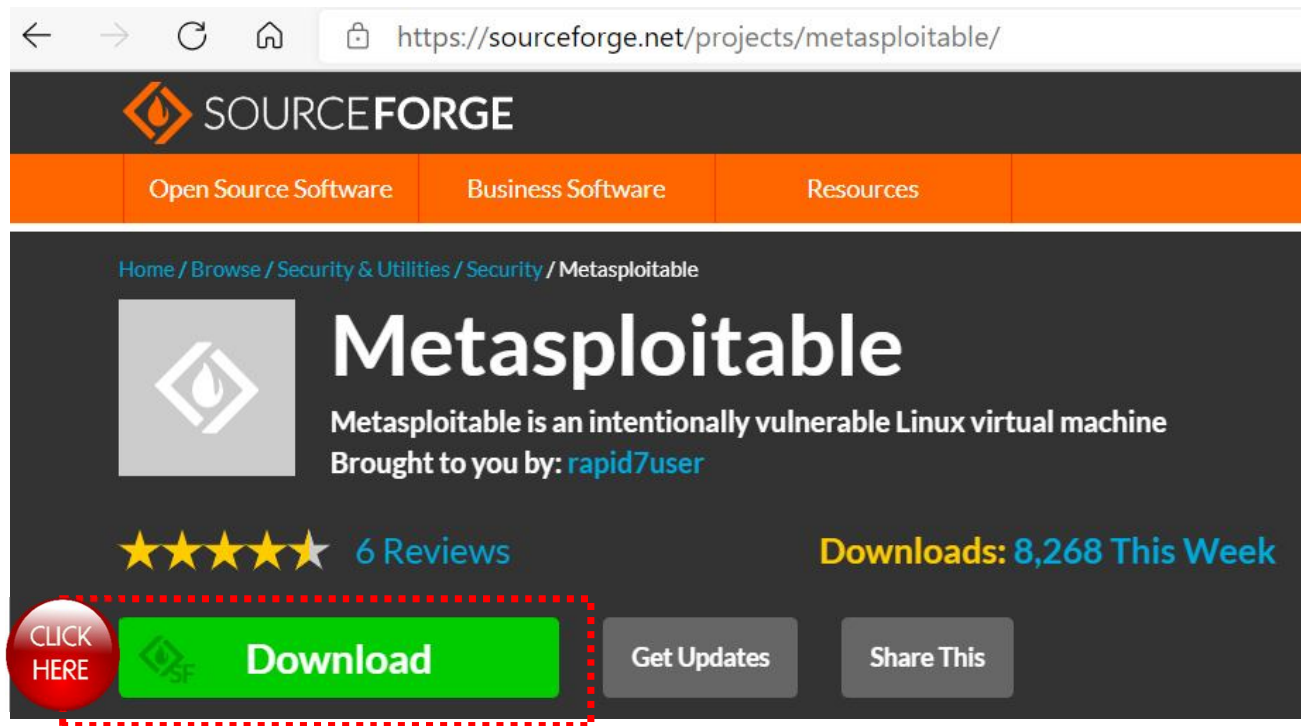 https://sourceforge.net/projects/metasploitable/
SOURCEFORGE
Open Source Software Business Software Resources
Home / Browse / Security & Utilities / Security / Metasploitable
Metasploitable
Metasploitable is an intentionally vulnerable Linux virtual machine
Brought to you by: rapid7user
6 Reviews Downloads: 8,268 This Week
CLICK
HERE
SF
Download Get Updates Share This